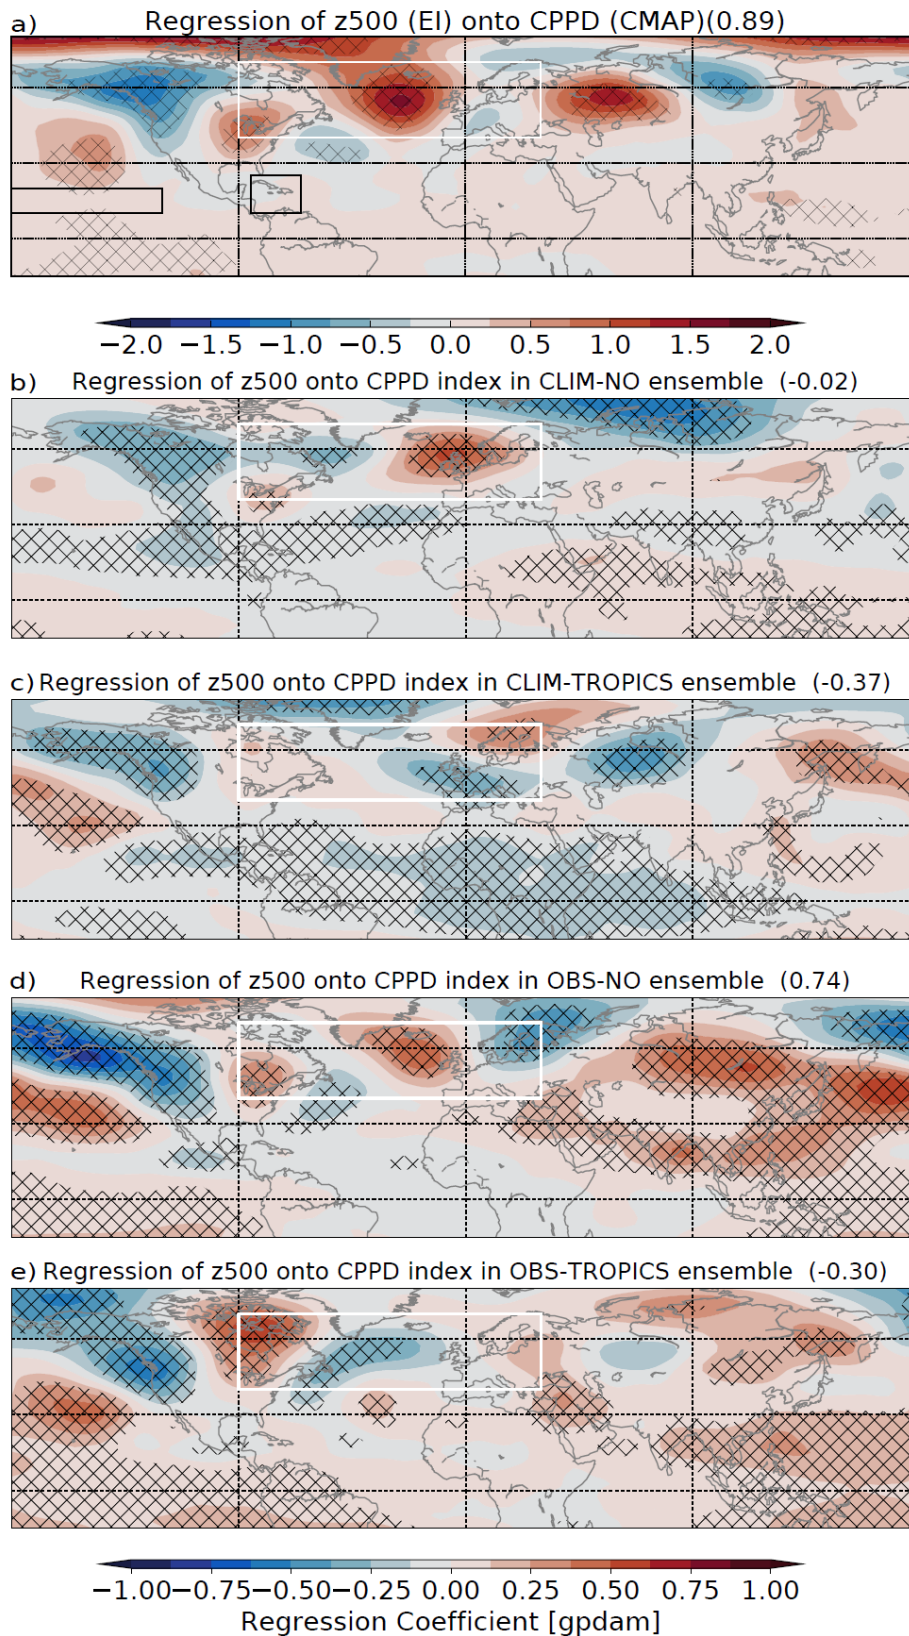 a) Regression of z500 (EI) onto CPPD (CMAP)(0.89)
−2.0 −1.5 −1.0 −0.5 0.0 0.5 1.0 1.5 2.0
b) Regression of z500 onto CPPD index in CLIM-NO ensemble (-0.02)
c) Regression of z500 onto CPPD index in CLIM-TROPICS ensemble (-0.37)
d) Regression of z500 onto CPPD index in OBS-NO ensemble (0.74)
e) Regression of z500 onto CPPD index in OBS-TROPICS ensemble (-0.30)
−1.00 −0.75 −0.50 −0.25 0.00 0.25 0.50 0.75 1.00
Regression Coefficient [gpdam]